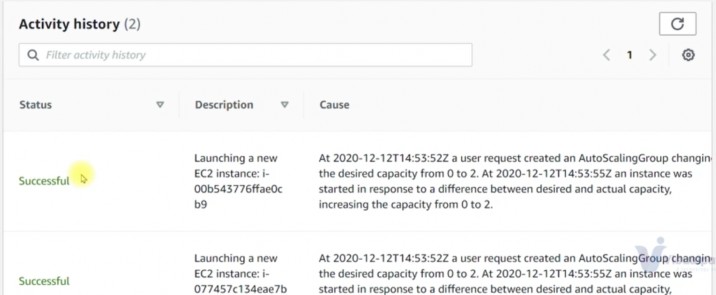 Activity history (2)
Filter activity history
1
Status Description Cause
Successful
Launching a new
EC2 instance: i-
00b543776ffae0c
b9
At 2020-12-12T14:53:52Z a user request created an AutoScalingGroup changin
the desired capacity from 0 to 2. At 2020-12-12T14:53:55Z an instance was
started in response to a difference between desired and actual capacity,
increasing the capacity from 0 to 2.
Successful
Launching a new
EC2 instance: i-
077457c134eae7b
At 2020-12-12T14:53:52Z a user request created an AutoScalingGroup changin
the desired capacity from 0 to 2. At 2020-12-12T14:53:55Z an instance was
started in response to a difference between desired and actual capacity,